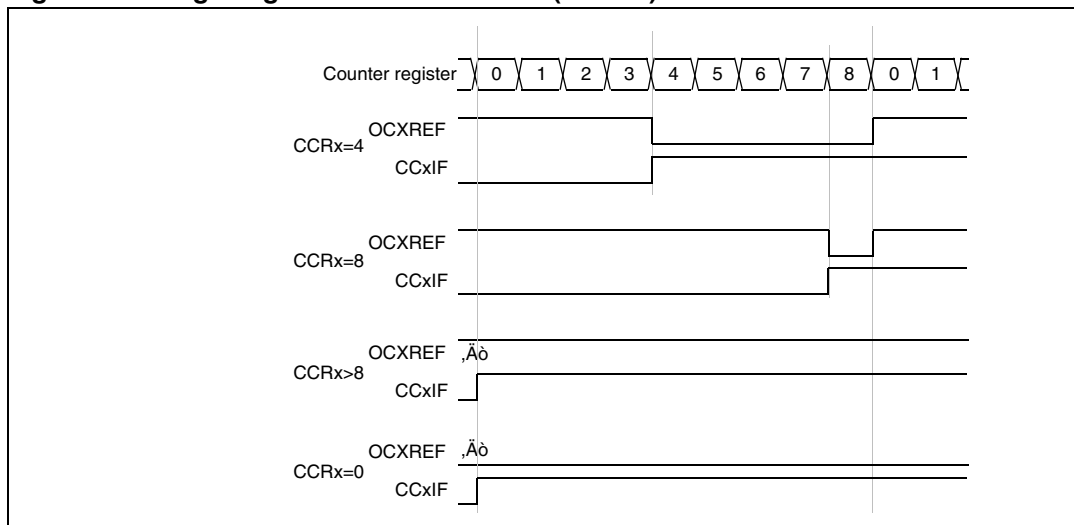 Counter register 0 1 2 3 4 5 6 7 8 0 1
OCXREF
CCRx=4
CCxIF
OCXREF
CCRx=8
CCxIF
OCXREF ‚Äò
CCRx>8
CCxIF
OCXREF ‚Äò
CCRx=0
CCxIF